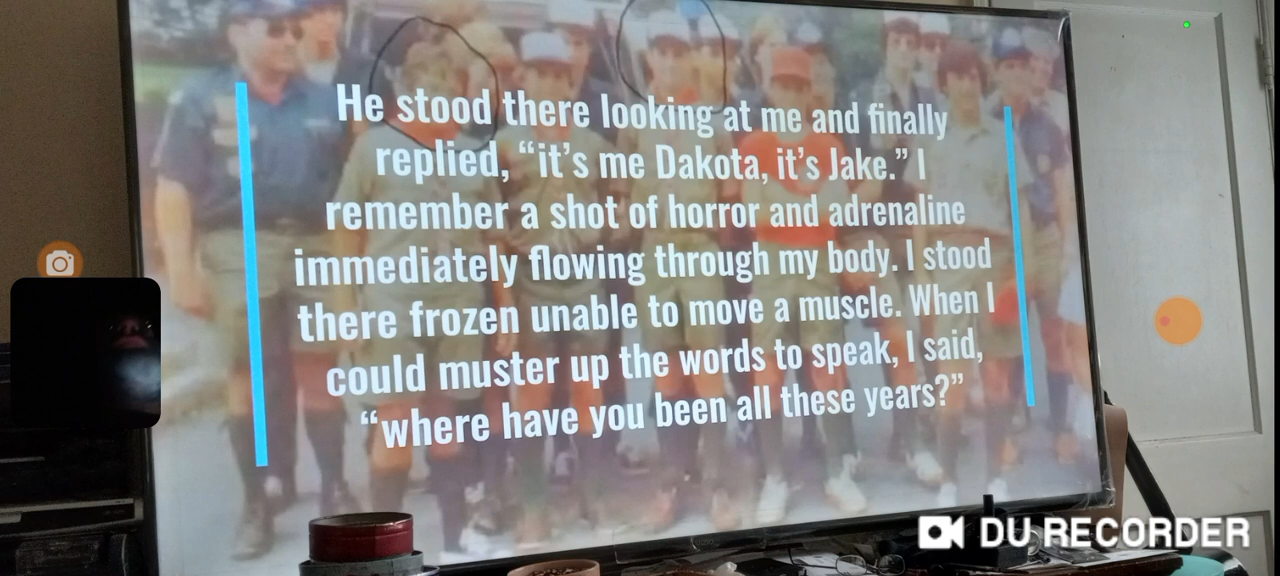 He stood there looking at me and finally
replied, “it’s me Dakota, it’s Jake.” I
remember a shot of horror and adrenaline
immediately flowing through my body. I stood
there frozen unable to move a muscle. When I
could muster up the words to speak, I said,
“where have you been all these years?”
DU RECORDER